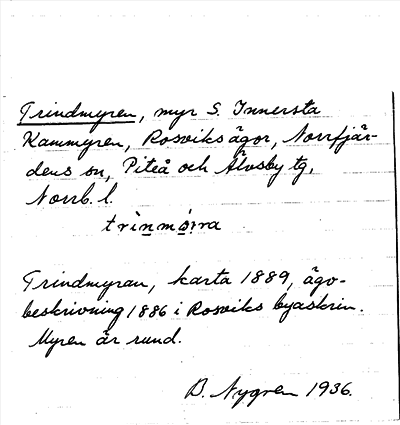 Trindmyren, myr S. Innersta
Kammyren, Rosviks ägor, Norrfjär-
dens sn, Piteå och Älvsby tg,
Norrb. l.
Trindmyran, karta 1889, ägo-
beskrivning 1886 i Rosviks byaskrin.
Myren är rund.
B. Nygren 1936.